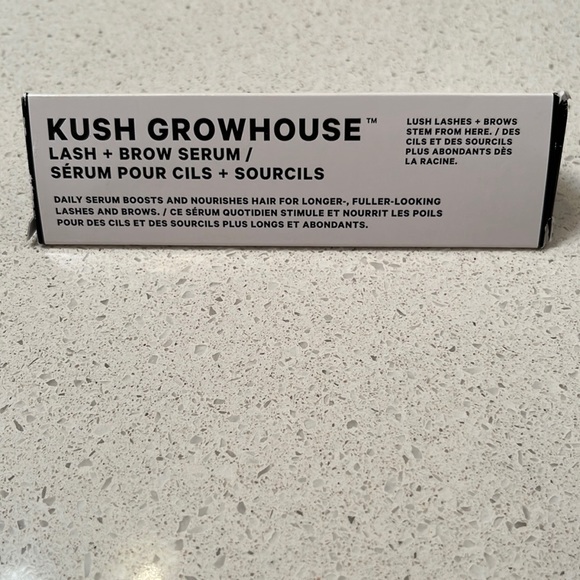 KUSH GROWHOUSE™
LASH + BROW SERUM /
SÉRUM POUR CILS + SOURCILS
DAILY SERUM BOOSTS AND NOURISHES HAIR FOR LONGER-, FULLER-LOOKING
LASHES AND BROWS. / CE SÉRUM QUOTIDIEN STIMULE ET NOURRIT LES POILS
POUR DES CILS ET DES SOURCILS PLUS LONGS ET ABONDANTS.
LUSH LASHES + BROWS
STEM FROM HERE. / DES
CILS ET DES SOURCILS
PLUS ABONDANTS DÈS
LA RACINE.